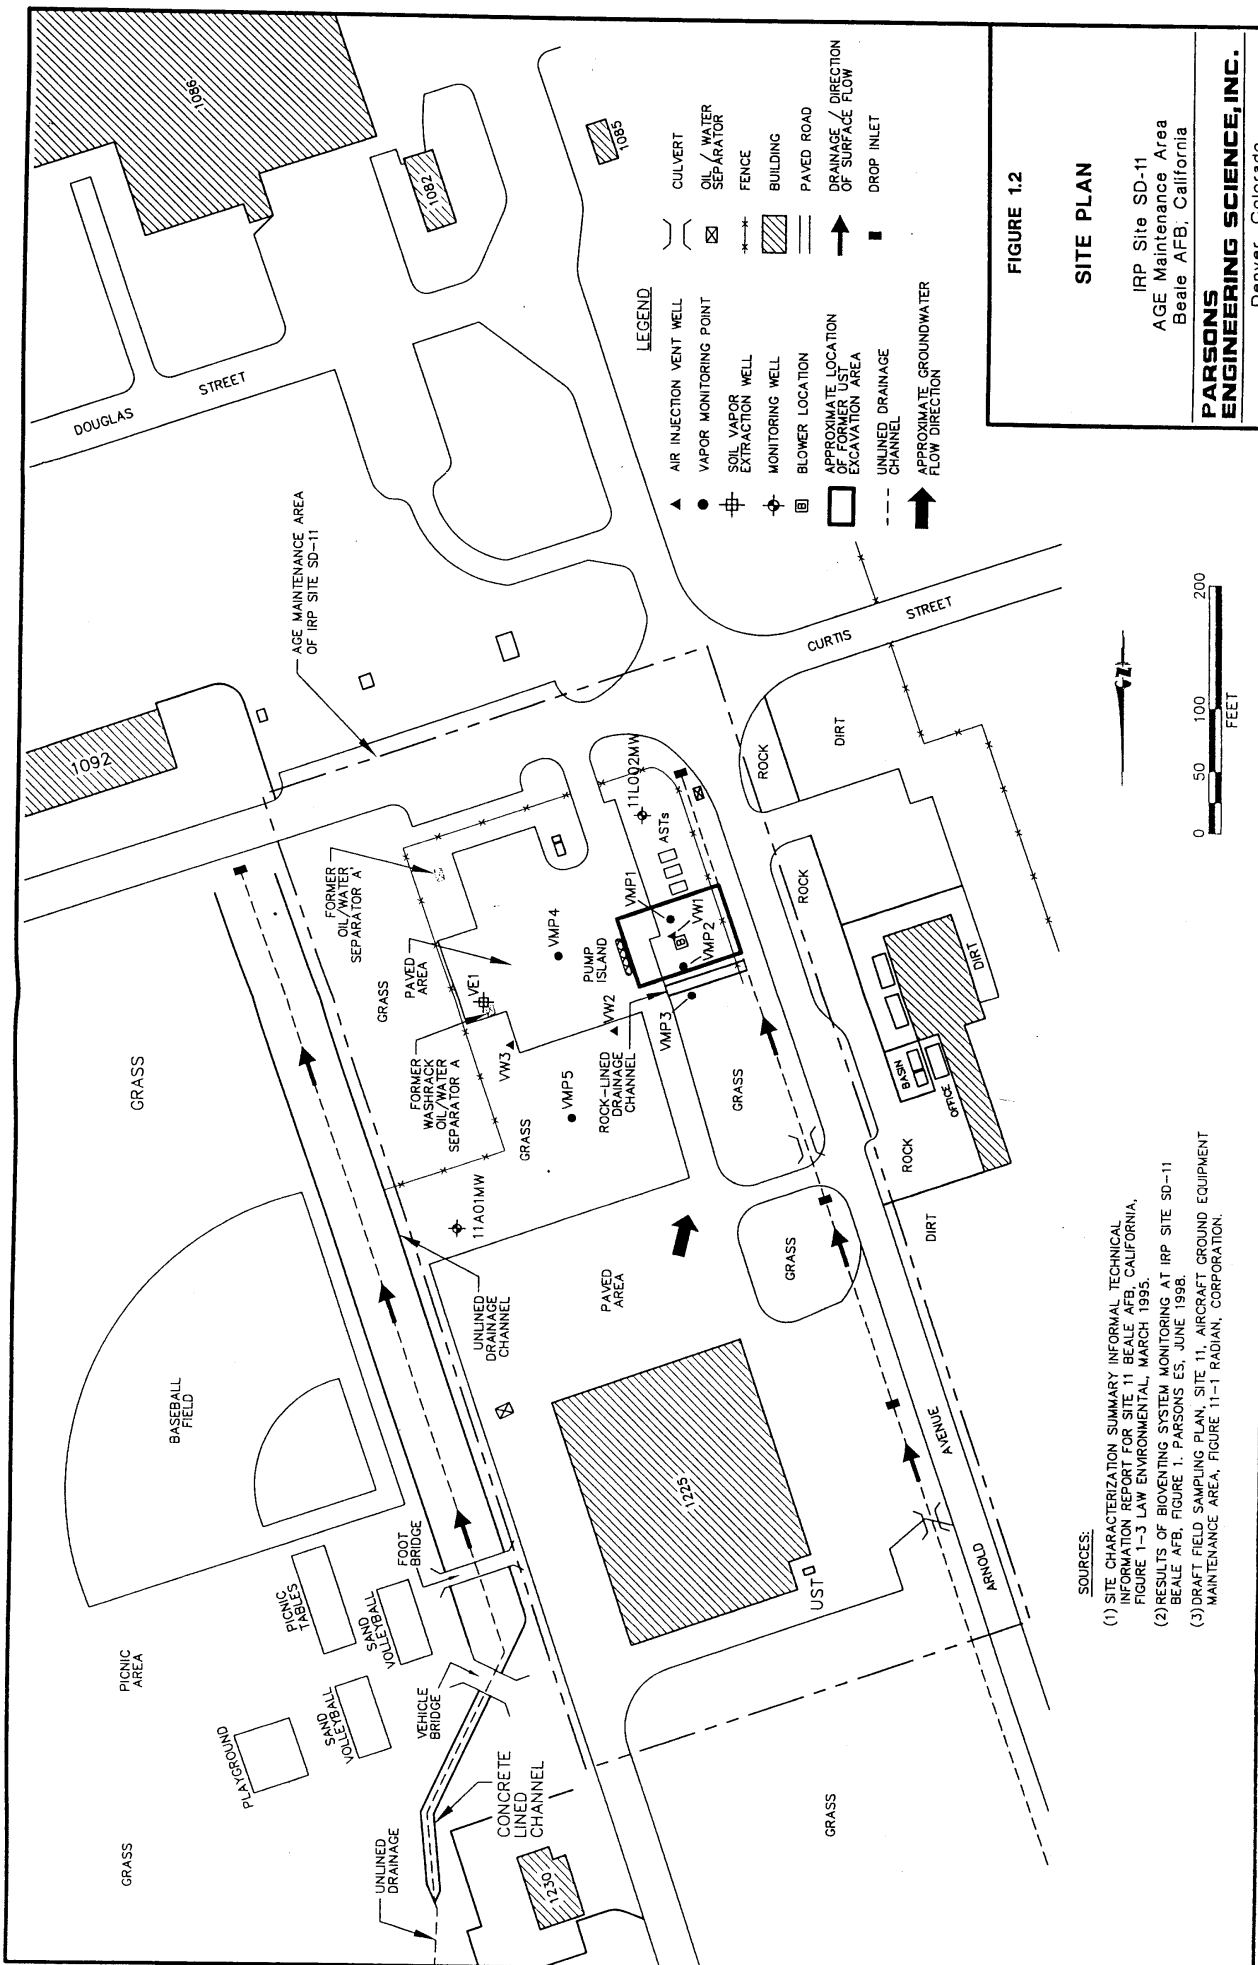 1086
1082
1085
DOUGLAS
STREET
AGE MAINTENANCE AREA
OF IRP SITE SD-11
1092
CURTIS
STREET
DIRT
ROCK
ROCK
11L002MW
ASTs
FORMER
OIL/WATER
SEPARATOR A'
PAVED
AREA
GRASS
GRASS
VE1
VMP4
PUMP
ISLAND
VMP1
VW1
B
VMP2
VMP3
VW2
VW3
FORMER
WASHRACK
OIL/WATER
SEPARATOR A
VMP5
ROCK-LINED
DRAINAGE
CHANNEL
GRASS
GRASS
11A01MW
UNLINED
DRAINAGE
CHANNEL
PAVED
AREA
GRASS
DIRT
BASIN
OFFICE
ROCK
DIRT
BASEBALL
FIELD
1225
UST
AVENUE
ARNOLD
FOOT
BRIDGE
PICNIC
TABLES
SAND
VOLLEYBALL
SAND
VOLLEYBALL
PICNIC
AREA
PLAYGROUND
VEHICLE
BRIDGE
CONCRETE
LINED
CHANNEL
UNLINED
DRAINAGE
GRASS
1230
GRASS
LEGEND
AIR INJECTION VENT WELL
VAPOR MONITORING POINT
SOIL VAPOR
EXTRACTION WELL
MONITORING WELL
B
BLOWER LOCATION
APPROXIMATE LOCATION
OF FORMER UST
EXCAVATION AREA
UNLINED DRAINAGE
CHANNEL
APPROXIMATE GROUNDWATER
FLOW DIRECTION
CULVERT
OIL/WATER
SEPARATOR
FENCE
BUILDING
PAVED ROAD
DRAINAGE/DIRECTION
OF SURFACE FLOW
DROP INLET
N
0 50 100 200
FEET
SOURCES:
(1) SITE CHARACTERIZATION SUMMARY INFORMAL TECHNICAL
INFORMATION REPORT FOR SITE 11 BEALE AFB, CALIFORNIA,
FIGURE 1-3 LAW ENVIRONMENTAL, MARCH 1995.
(2) RESULTS OF BIOVENTING SYSTEM MONITORING AT IRP SITE SD-11
BEALE AFB, FIGURE 1. PARSONS ES, JUNE 1998.
(3) DRAFT FIELD SAMPLING PLAN, SITE 11, AIRCRAFT GROUND EQUIPMENT
MAINTENANCE AREA, FIGURE 11-1 RADIAN, CORPORATION.
FIGURE 1.2
SITE PLAN
IRP Site SD-11
AGE Maintenance Area
Beale AFB, California
PARSONS
ENGINEERING SCIENCE, INC.
Denver, Colorado